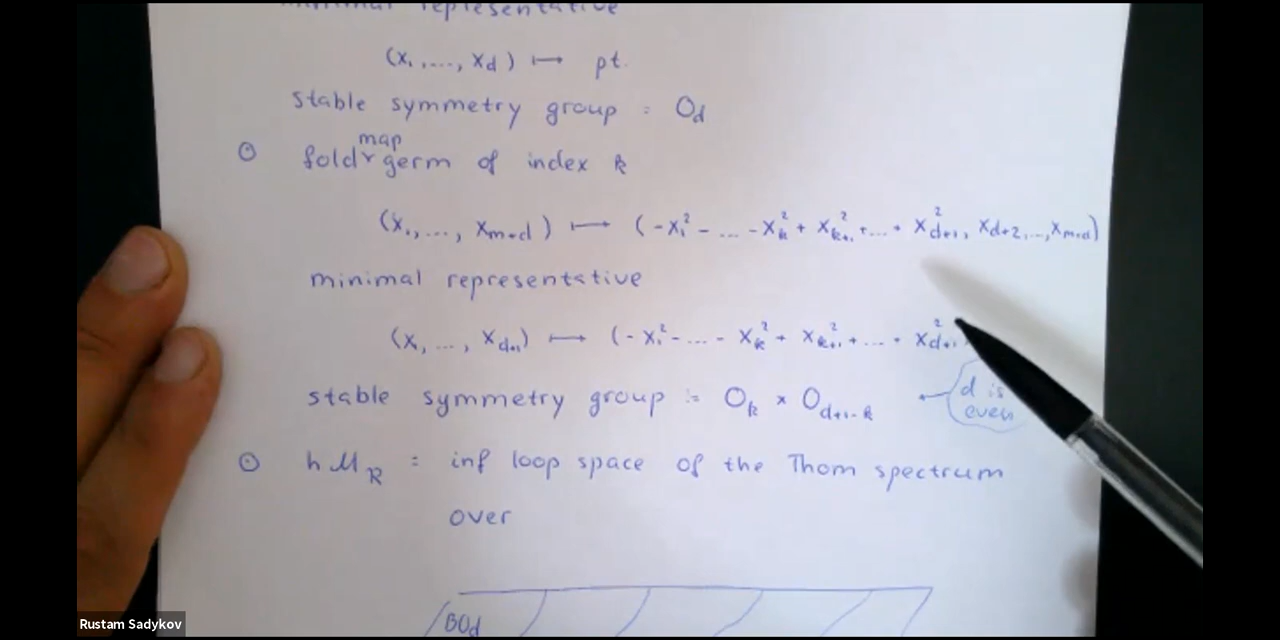 minimal representative
(x₁, ..., x_d) ⟼ pt.
stable symmetry group : O_d
⊙ fold map germ of index k
(x₁, ..., x_{m+d}) ⟼ (-x₁² - ... - x_k² + x_{k+1}² + ... + x_{d+1}², x_{d+2}, ..., x_{m+d})
minimal representative
(x₁, ..., x_{d+1}) ⟼ (-x₁² - ... - x_k² + x_{k+1}² + ... + x_{d+1}²
stable symmetry group := O_k × O_{d+1-k} ← d is even
⊙ hM_R : inf loop space of the Thom spectrum
over
BO_d
Rustam Sadykov